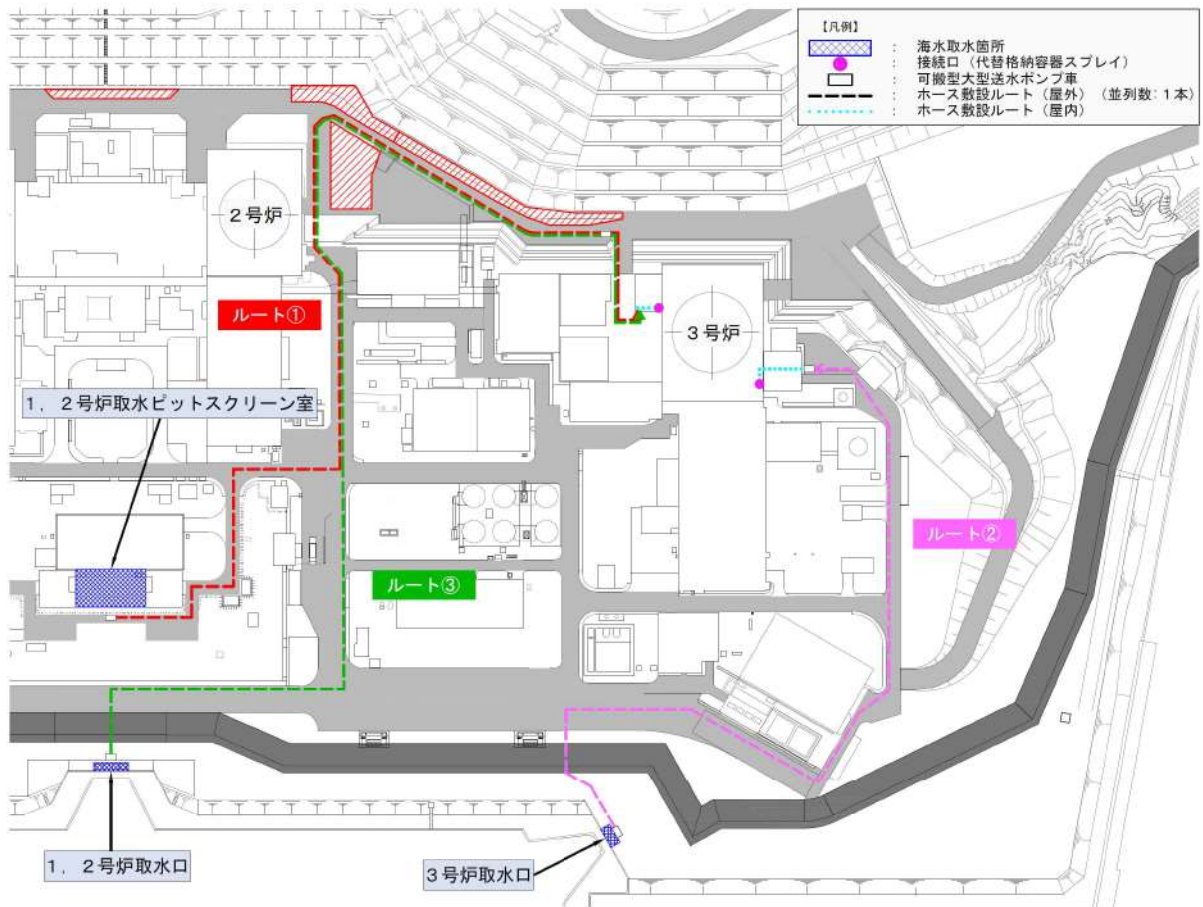 【凡例】
： 海水取水箇所
： 接続口（代替格納容器スプレイ）
： 可搬型大型送水ポンプ車
： ホース敷設ルート（屋外）（並列数：1本）
： ホース敷設ルート（屋内）
2号炉
ルート①
3号炉
1，2号炉取水ピットスクリーン室
ルート②
ルート③
1，2号炉取水口
3号炉取水口